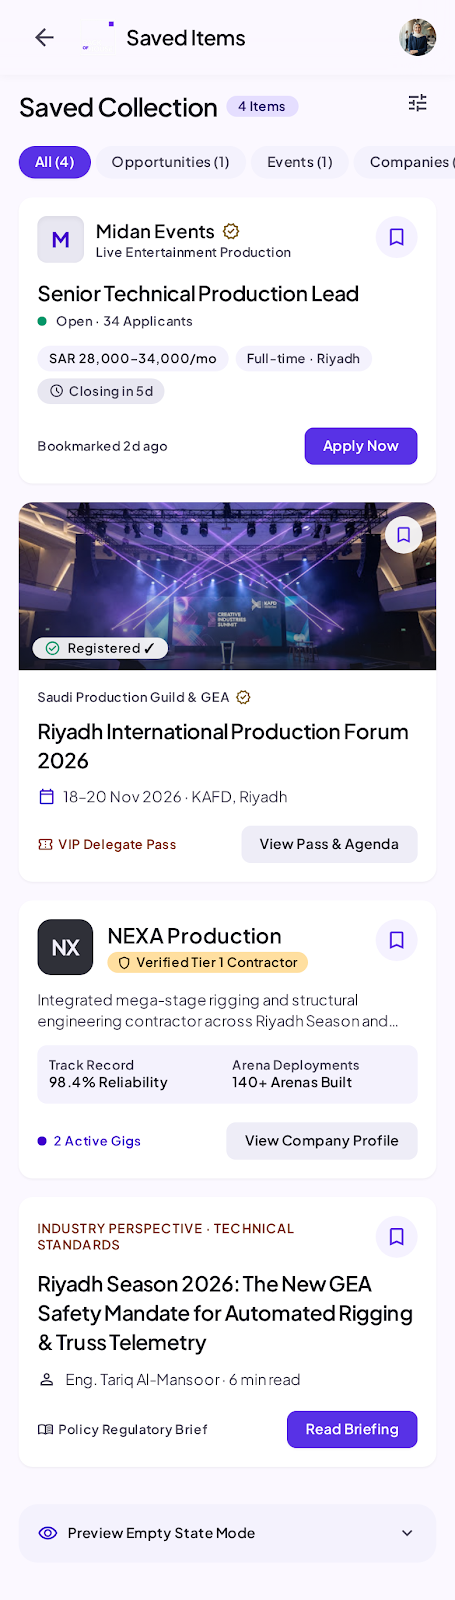 OF
Saved Items
Saved Collection
4 Items
All (4)
Opportunities (1)
Events (1)
Companies (
M
Midan Events
Live Entertainment Production
Senior Technical Production Lead
Open · 34 Applicants
SAR 28,000–34,000/mo
Full-time · Riyadh
Closing in 5d
Bookmarked 2d ago
Apply Now
KAFD
CREATIVE
INDUSTRIES
SUMMIT
Registered ✓
Saudi Production Guild & GEA
Riyadh International Production Forum
2026
18–20 Nov 2026 · KAFD, Riyadh
VIP Delegate Pass
View Pass & Agenda
NX
NEXA Production
Verified Tier 1 Contractor
Integrated mega-stage rigging and structural
engineering contractor across Riyadh Season and...
Track Record
98.4% Reliability
Arena Deployments
140+ Arenas Built
2 Active Gigs
View Company Profile
INDUSTRY PERSPECTIVE · TECHNICAL
STANDARDS
Riyadh Season 2026: The New GEA
Safety Mandate for Automated Rigging
& Truss Telemetry
Eng. Tariq Al-Mansoor · 6 min read
Policy Regulatory Brief
Read Briefing
Preview Empty State Mode